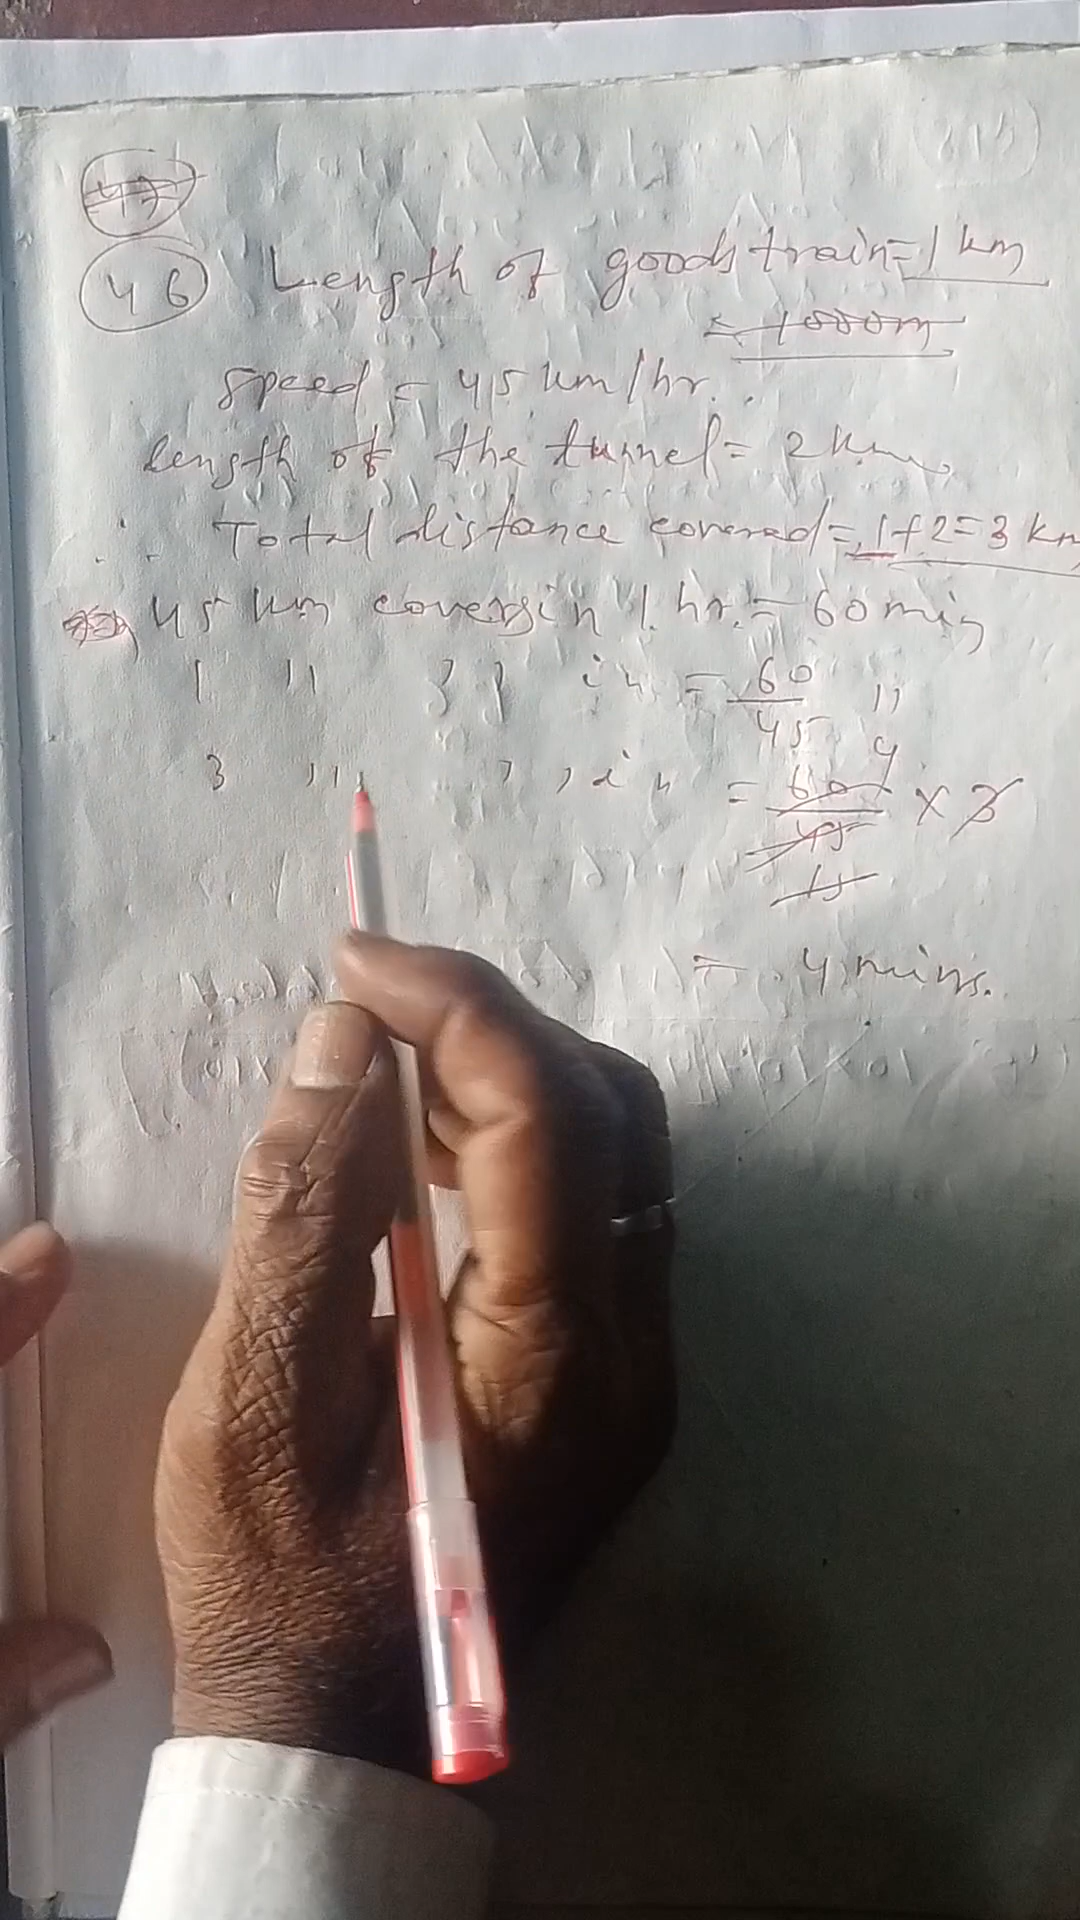 47
46 Length of goods train = 1 km
= 1000m
Speed = 45 km/hr.
length of the tunnel = 2 km.
∴ Total distance covered = 1+2=3 km
45 km covers in 1 hr. = 60 min
1 " " in = 60/45 "
3 " " in = 60/45 × 3
4
15
= 4 mins.